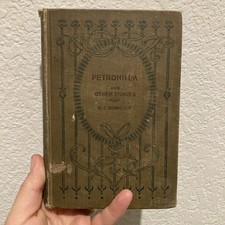 PETRONILLA
AND
OTHER STORIES